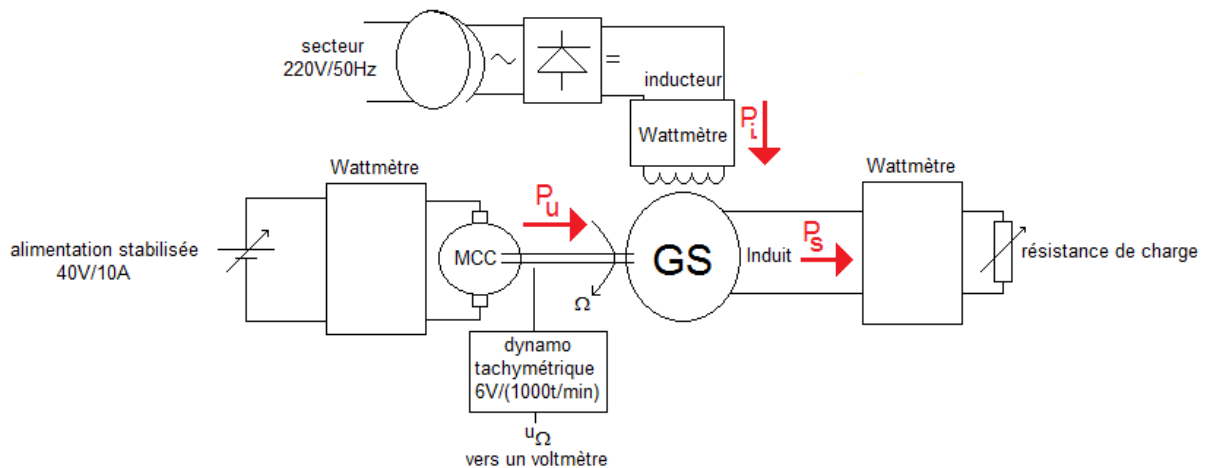 secteur
220V/50Hz
~
=
inducteur
Wattmètre
Pi
Wattmètre
Wattmètre
Pu
alimentation stabilisée
40V/10A
MCC
GS
Induit
Ps
résistance de charge
Ω
dynamo
tachymétrique
6V/(1000t/min)
uΩ
vers un voltmètre